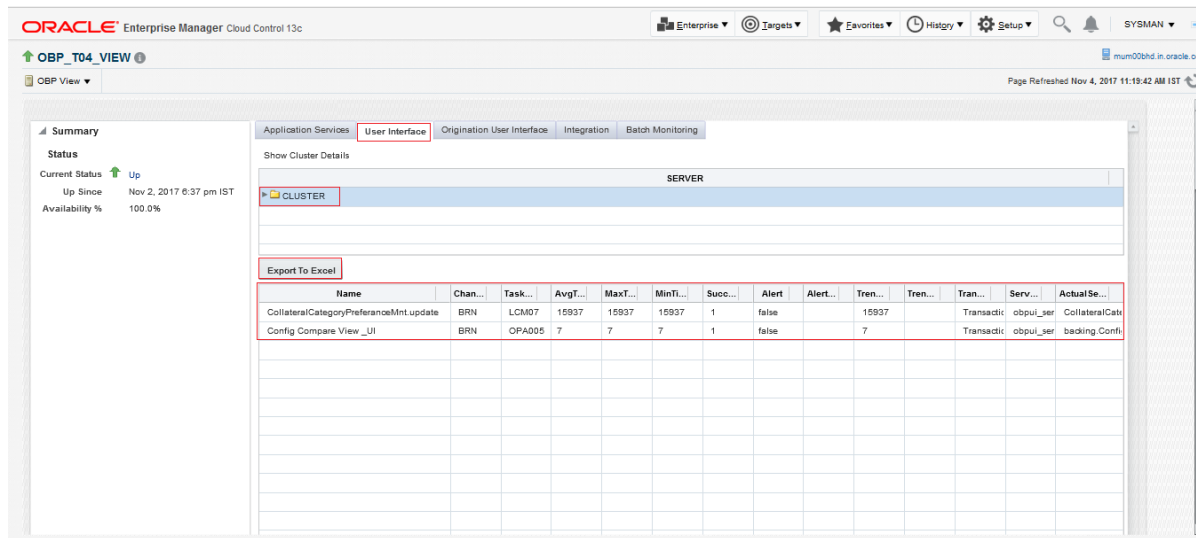 ORACLE Enterprise Manager Cloud Control 13c
Enterprise Targets Favorites History Setup SYSMAN
OBP_T04_VIEW
mum00bhd.in.oracle.c
OBP View
Page Refreshed Nov 4, 2017 11:19:42 AM IST
Summary
Status
Current Status Up
Up Since Nov 2, 2017 6:37 pm IST
Availability % 100.0%
Application Services User Interface Origination User Interface Integration Batch Monitoring
Show Cluster Details
SERVER
CLUSTER
Export To Excel
Name Chan... Task... AvgT... MaxT... MinTi... Succ... Alert Alert... Tren... Tren... Tran... Serv... ActualSe...
CollateralCategoryPreferanceMnt.update BRN LCM07 15937 15937 15937 1 false 15937 Transactic obpui_ser CollateralCate
Config Compare View _UI BRN OPA005 7 7 7 1 false 7 Transactic obpui_ser backing.Config